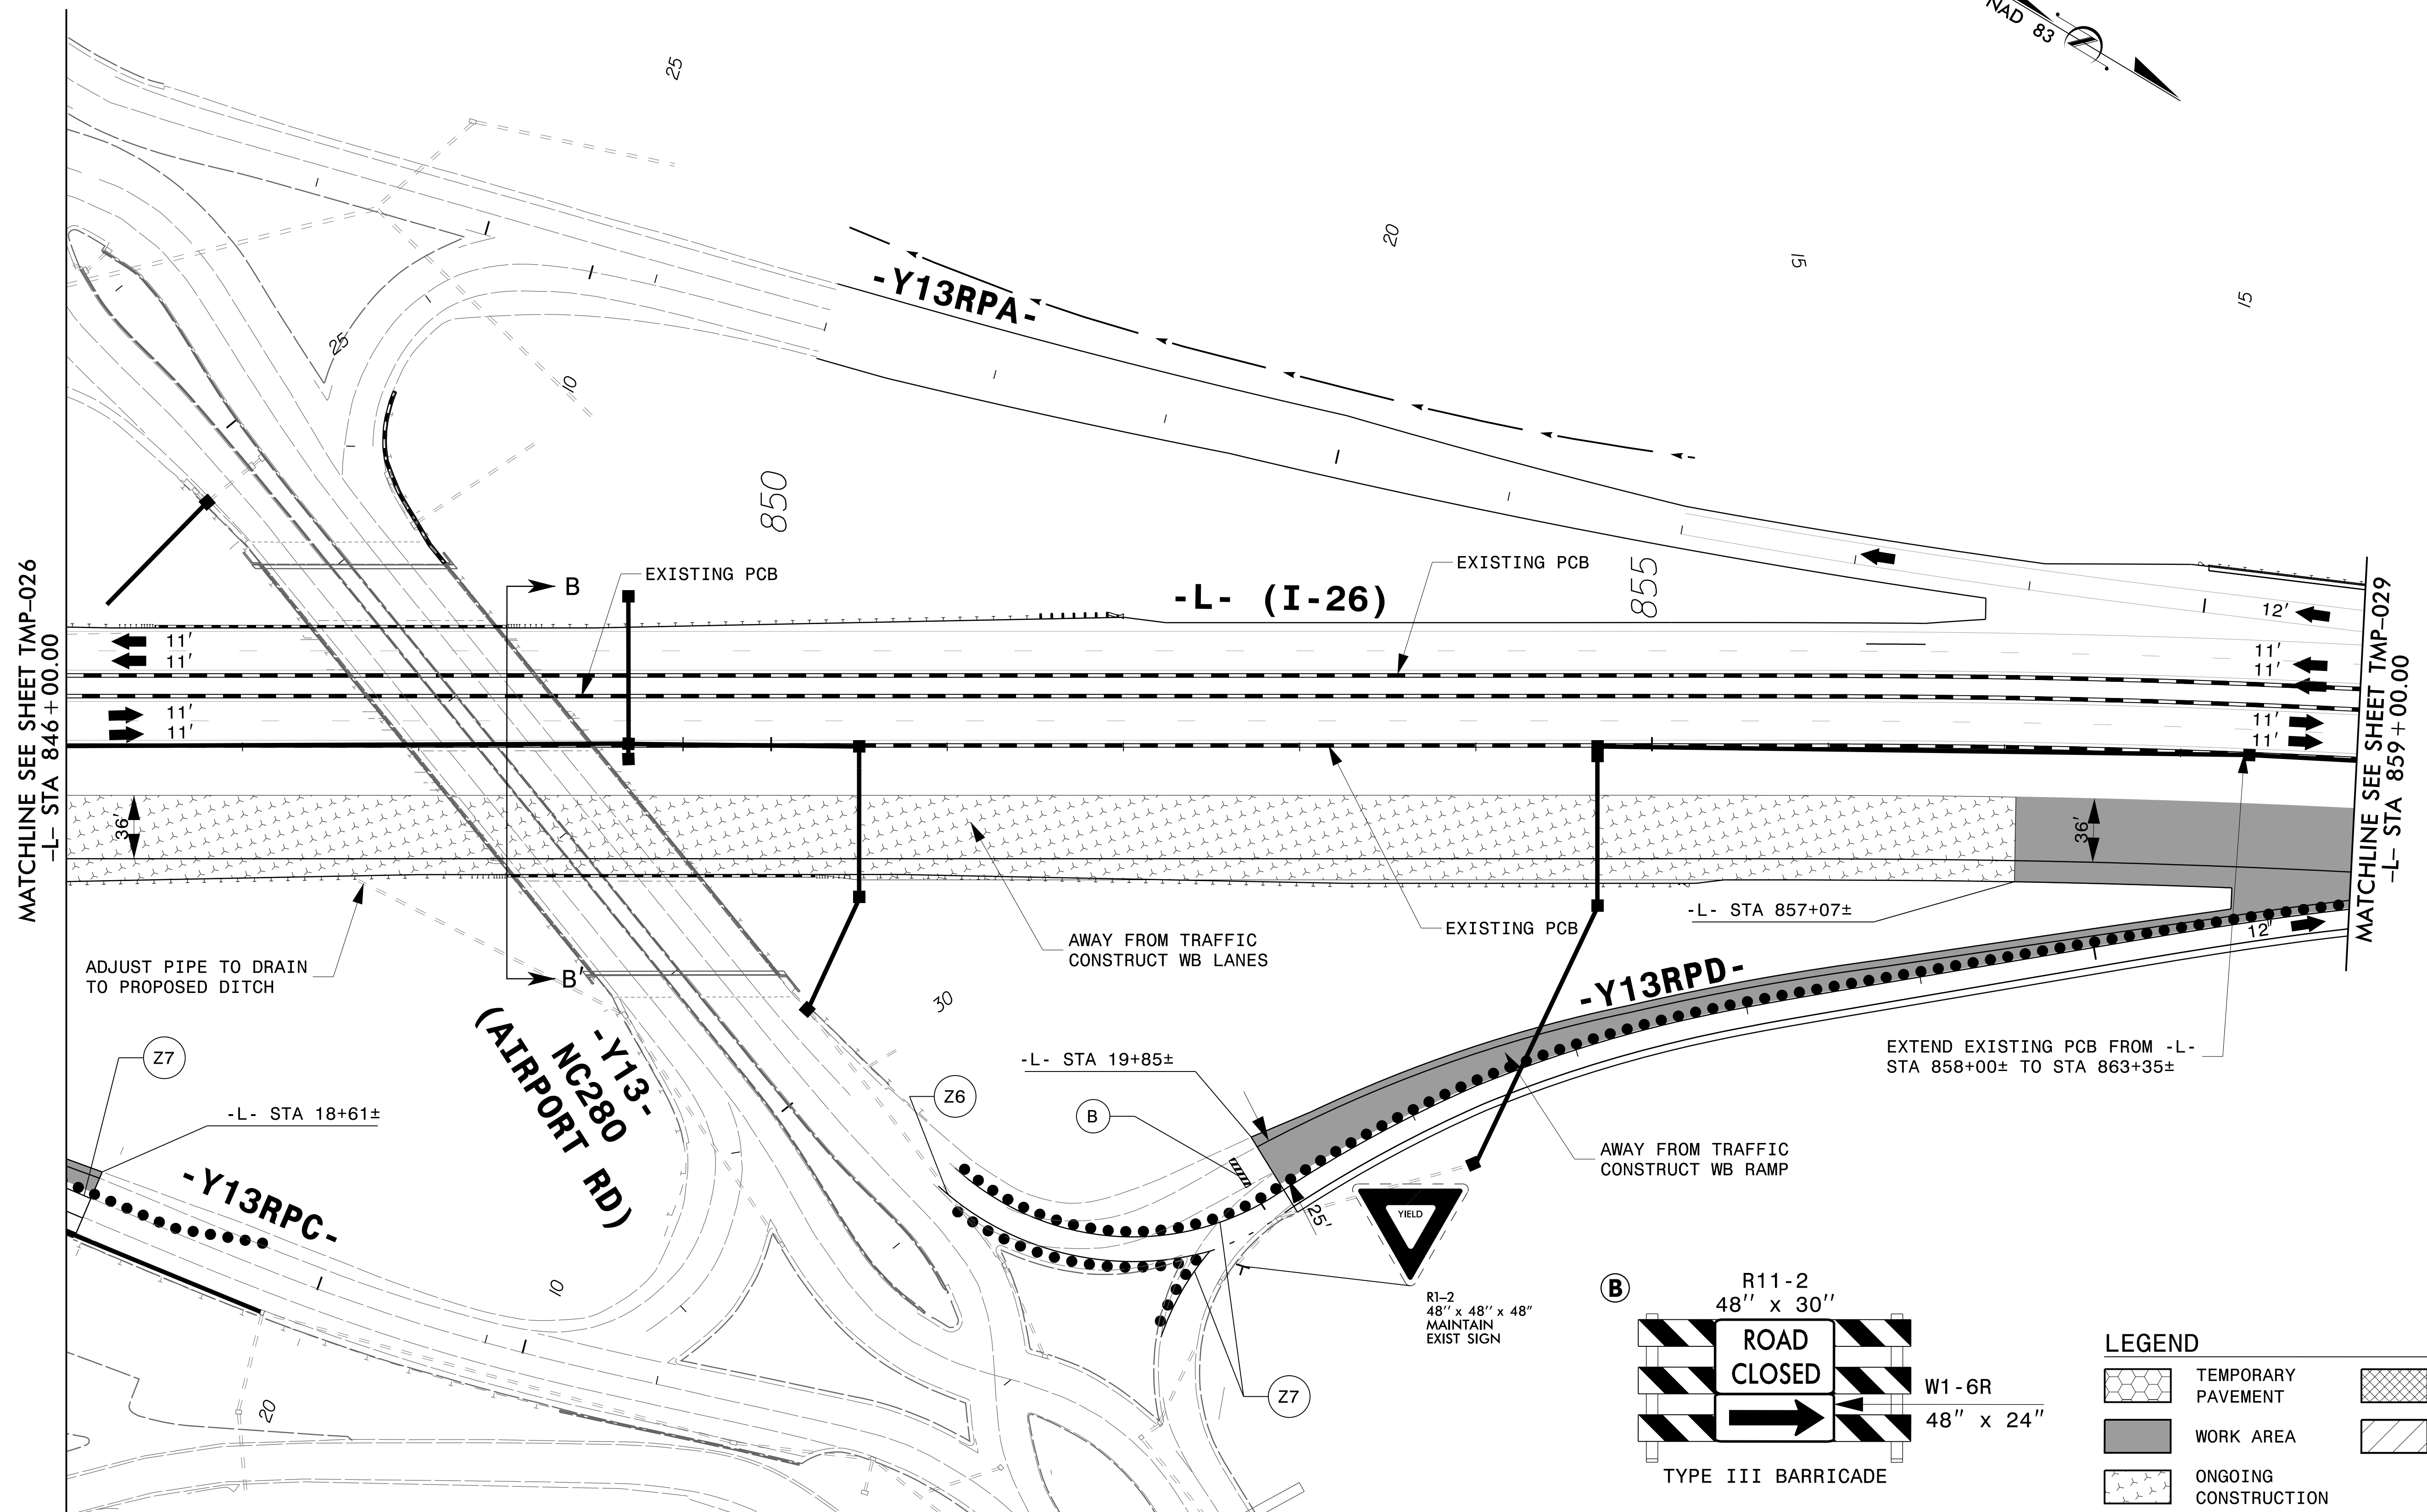 NAD 83
25
20
15
15
-Y13RPA-
25
10
850
855
MATCHLINE SEE SHEET TMP-026
-L- STA 846+00.00
MATCHLINE SEE SHEET TMP-029
-L- STA 859+00.00
B
EXISTING PCB
EXISTING PCB
-L- (I-26)
12'
11'
11'
11'
11'
11'
11'
11'
11'
36'
36'
-L- STA 857+07±
EXISTING PCB
AWAY FROM TRAFFIC
CONSTRUCT WB LANES
12'
ADJUST PIPE TO DRAIN
TO PROPOSED DITCH
B'
-Y13RPD-
30
-Y13-
NC280
(AIRPORT RD)
Z7
-L- STA 18+61±
-Y13RPC-
Z6
-L- STA 19+85±
B
EXTEND EXISTING PCB FROM -L-
STA 858+00± TO STA 863+35±
AWAY FROM TRAFFIC
CONSTRUCT WB RAMP
25'
YIELD
R1-2
48" x 48" x 48"
MAINTAIN
EXIST SIGN
10
20
Z7
B
R11-2
48" x 30"
ROAD
CLOSED
W1-6R
48" x 24"
TYPE III BARRICADE
LEGEND
TEMPORARY
PAVEMENT
WORK AREA
ONGOING
CONSTRUCTION